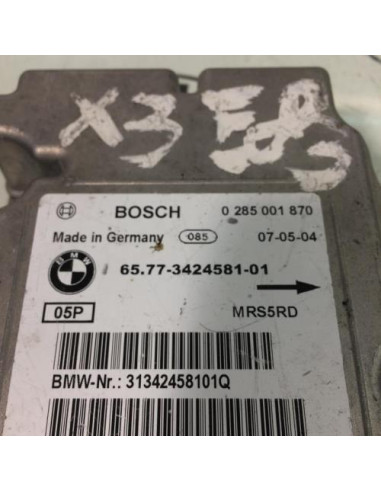 X3 E83
BOSCH 0 285 001 870
Made in Germany 085 07-05-04
BMW 65.77-3424581-01
05P MRS5RD
BMW-Nr.: 31342458101Q